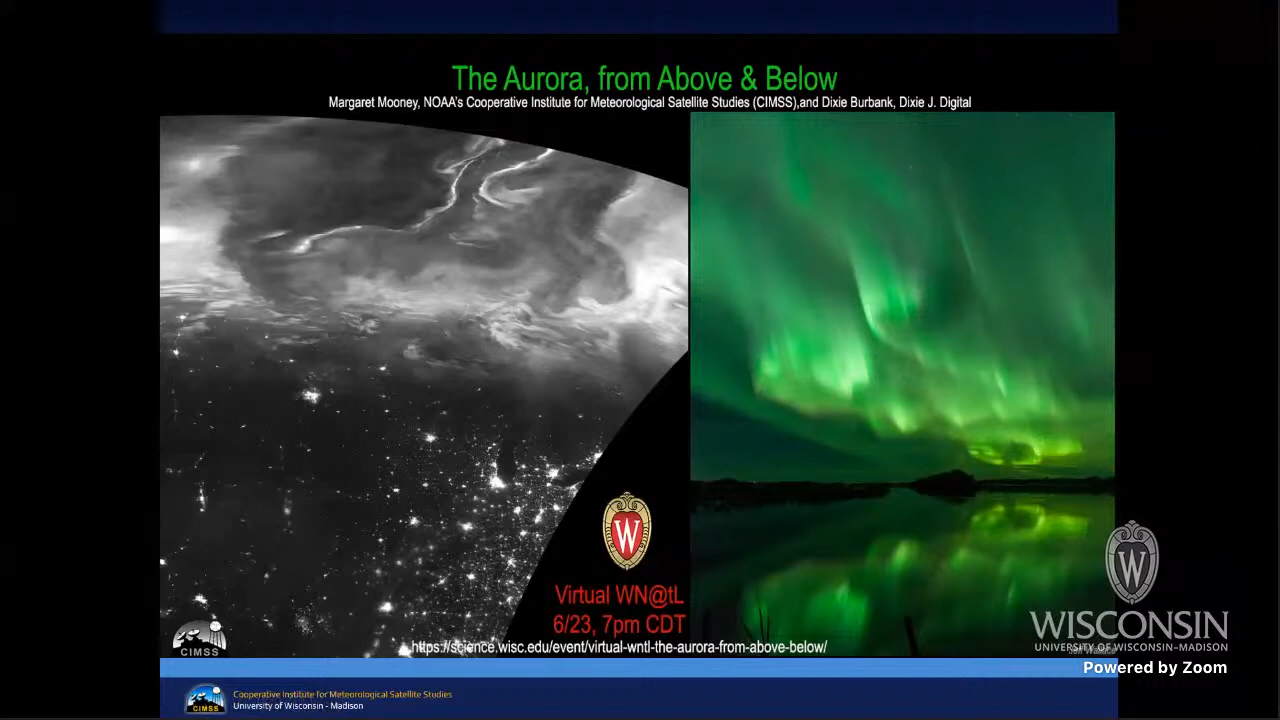 The Aurora, from Above & Below
Margaret Mooney, NOAA's Cooperative Institute for Meteorological Satellite Studies (CIMSS),and Dixie Burbank, Dixie J. Digital
W
Virtual WN@tL
6/23, 7pm CDT
https://science.wisc.edu/event/virtual-wntl-the-aurora-from-above-below/
CIMSS
W
WISCONSIN
UNIVERSITY OF WISCONSIN–MADISON
Powered by Zoom
CIMSS
Cooperative Institute for Meteorological Satellite Studies
University of Wisconsin - Madison